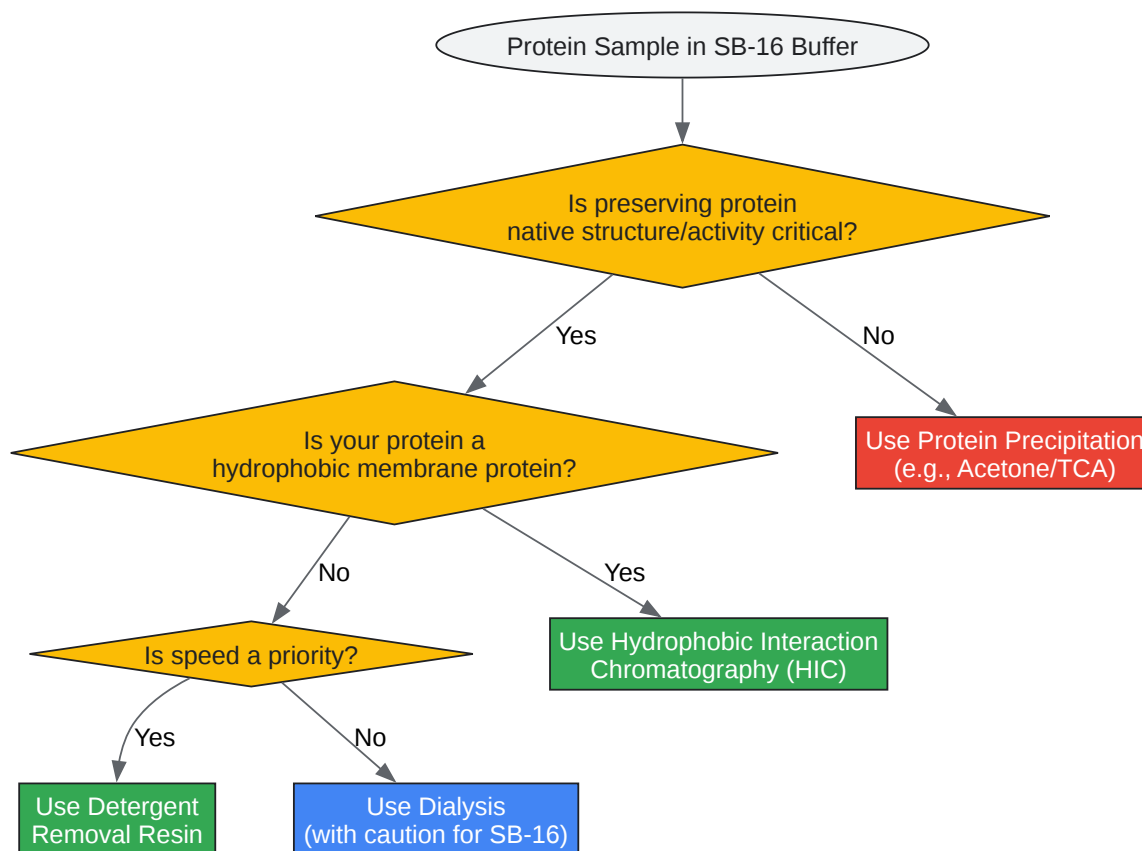 Protein Sample in SB-16 Buffer
Is preserving protein
native structure/activity critical?
Yes
No
Is your protein a
hydrophobic membrane protein?
Use Protein Precipitation
(e.g., Acetone/TCA)
No
Yes
Is speed a priority?
Use Hydrophobic Interaction
Chromatography (HIC)
Yes
No
Use Detergent
Removal Resin
Use Dialysis
(with caution for SB-16)